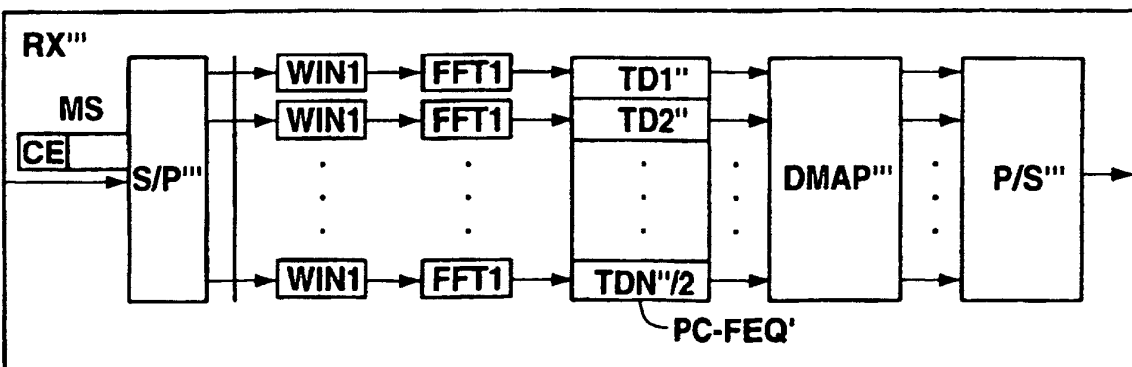 RX'''
MS
CE
S/P'''
WIN1 FFT1 TD1''
WIN1 FFT1 TD2''
DMAP''' P/S'''
WIN1 FFT1 TDN''/2
PC-FEQ'